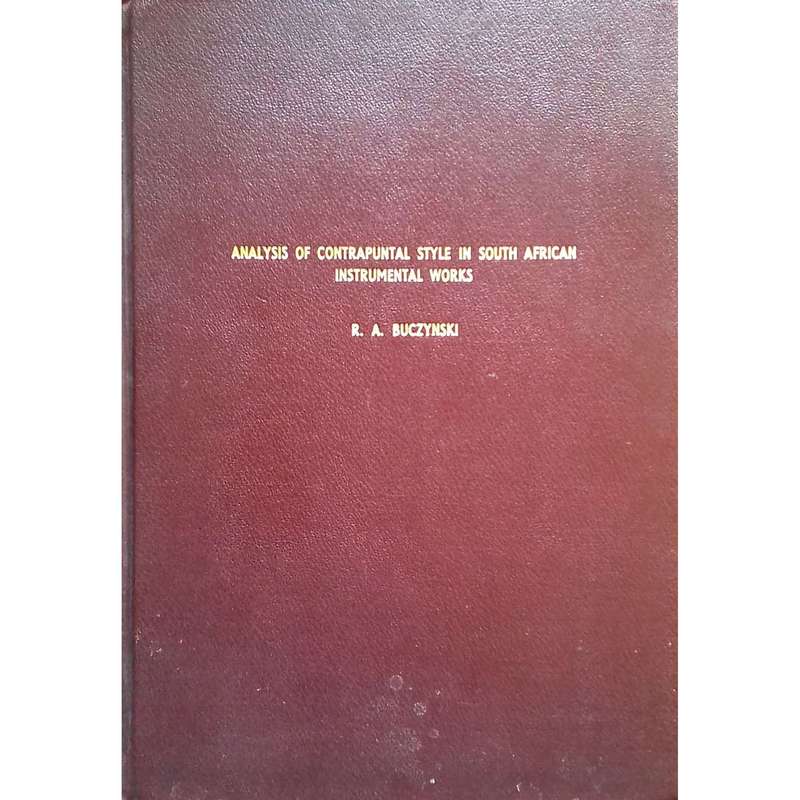 ANALYSIS OF CONTRAPUNTAL STYLE IN SOUTH AFRICAN
INSTRUMENTAL WORKS
R. A. BUCZYNSKI